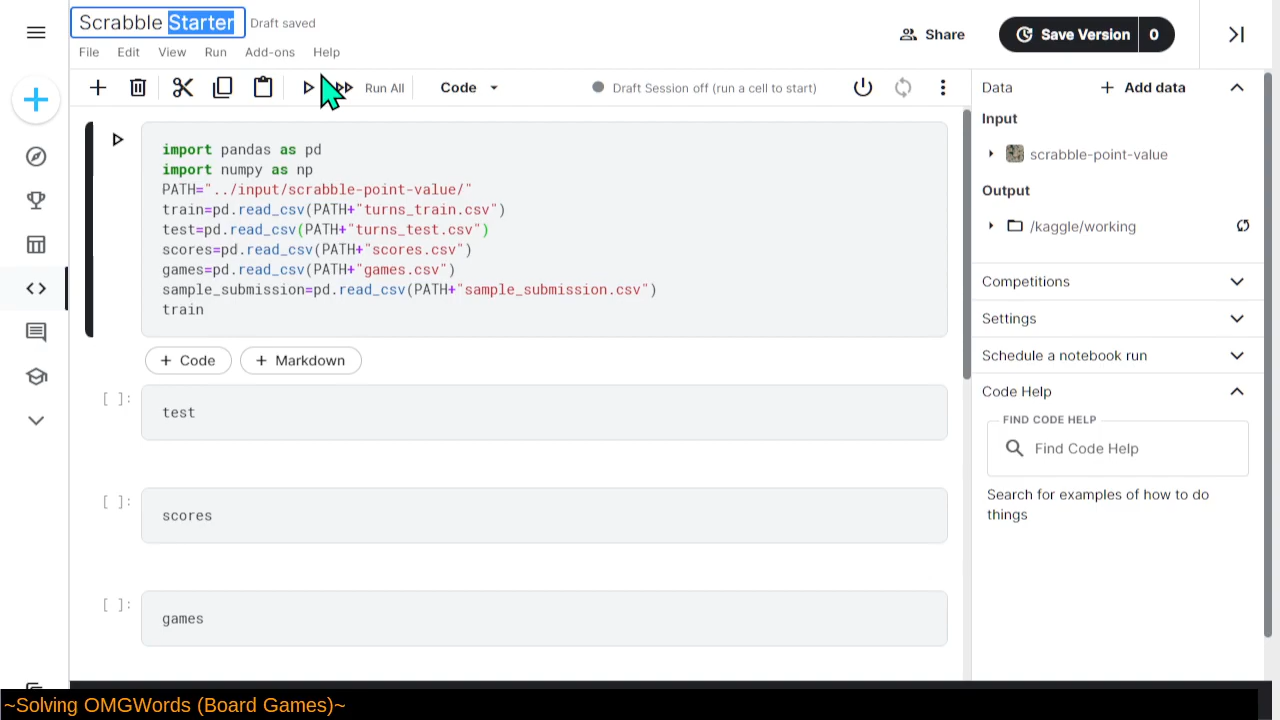 Scrabble Starter Draft saved
File Edit View Run Add-ons Help
Share
Save Version 0
Run All
Code
Draft Session off (run a cell to start)
import pandas as pd
import numpy as np
PATH="../input/scrabble-point-value/"
train=pd.read_csv(PATH+"turns_train.csv")
test=pd.read_csv(PATH+"turns_test.csv")
scores=pd.read_csv(PATH+"scores.csv")
games=pd.read_csv(PATH+"games.csv")
sample_submission=pd.read_csv(PATH+"sample_submission.csv")
train
+ Code
+ Markdown
[ ]:
test
[ ]:
scores
[ ]:
games
Data
+ Add data
Input
scrabble-point-value
Output
/kaggle/working
Competitions
Settings
Schedule a notebook run
Code Help
FIND CODE HELP
Find Code Help
Search for examples of how to do
things
~Solving OMGWords (Board Games)~